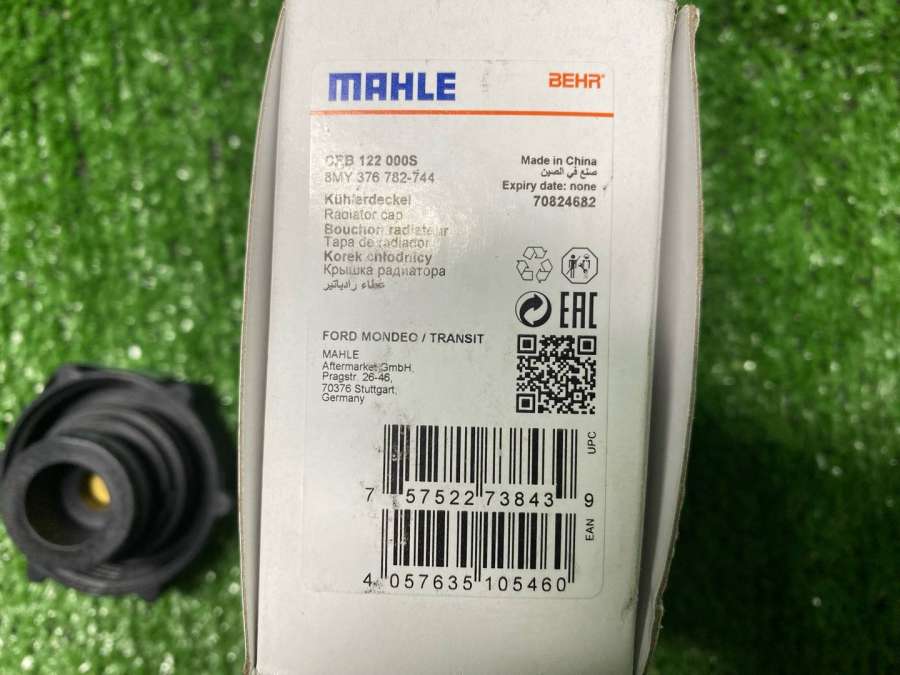 MAHLE
BEHR
CRB 122 000S
8MY 376 782-744
Made in China
صنع في الصين
Expiry date: none
70824682
Kühlerdeckel
Radiator cap
Bouchon radiateur
Tapa de radiador
Korek chłodnicy
Крышка радиатора
غطاء رادياتير
EAC
FORD MONDEO / TRANSIT
MAHLE
Aftermarket GmbH,
Pragstr. 26-46,
70376 Stuttgart,
Germany
UPC
7 57522 73843 9
EAN
4 057635 105460